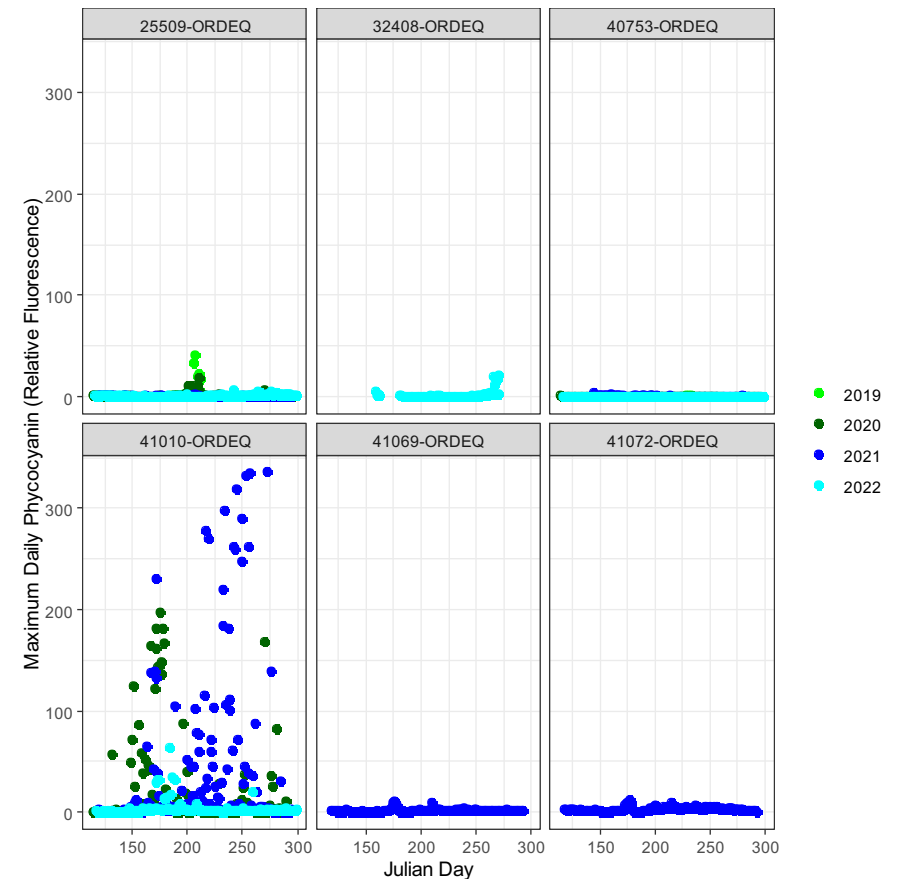 25509-ORDEQ 32408-ORDEQ 40753-ORDEQ
300
200
100
0
41010-ORDEQ 41069-ORDEQ 41072-ORDEQ
300
200
100
0
150 200 250 300 150 200 250 300 150 200 250 300
Julian Day
Maximum Daily Phycocyanin (Relative Fluorescence)
2019
2020
2021
2022